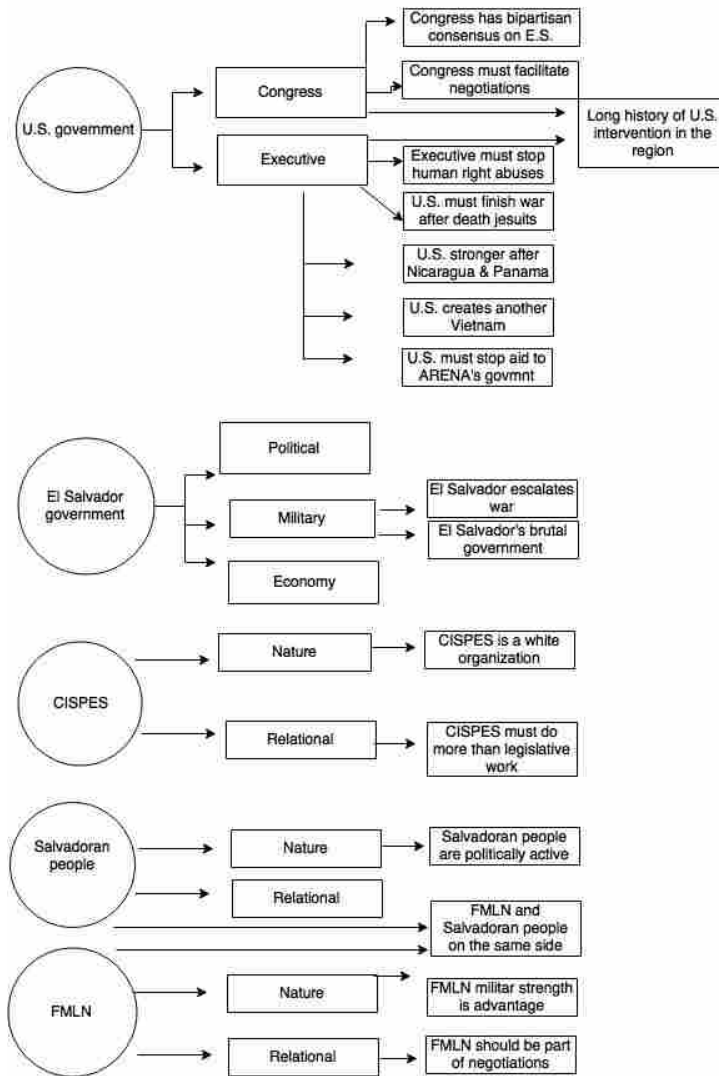 Congress has bipartisan
consensus on E.S.
U.S. government
Congress
Congress must facilitate
negotiations
Long history of U.S.
intervention in the
region
Executive
Executive must stop
human right abuses
U.S. must finish war
after death jesuits
U.S. stronger after
Nicaragua & Panama
U.S. creates another
Vietnam
U.S. must stop aid to
ARENA's govmnt
El Salvador
government
Political
Military
El Salvador escalates
war
El Salvador's brutal
government
Economy
CISPES
Nature
CISPES is a white
organization
Relational
CISPES must do
more than legislative
work
Salvadoran
people
Nature
Salvadoran people
are politically active
Relational
FMLN and
Salvadoran people
on the same side
FMLN
Nature
FMLN militar strength
is advantage
Relational
FMLN should be part
of negotiations